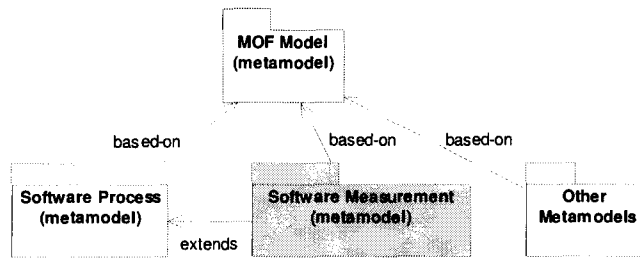 MOF Model
(metamodel)
based-on
based-on
based-on
Software Process
(metamodel)
Software Measurement
(metamodel)
Other
Metamodels
extends